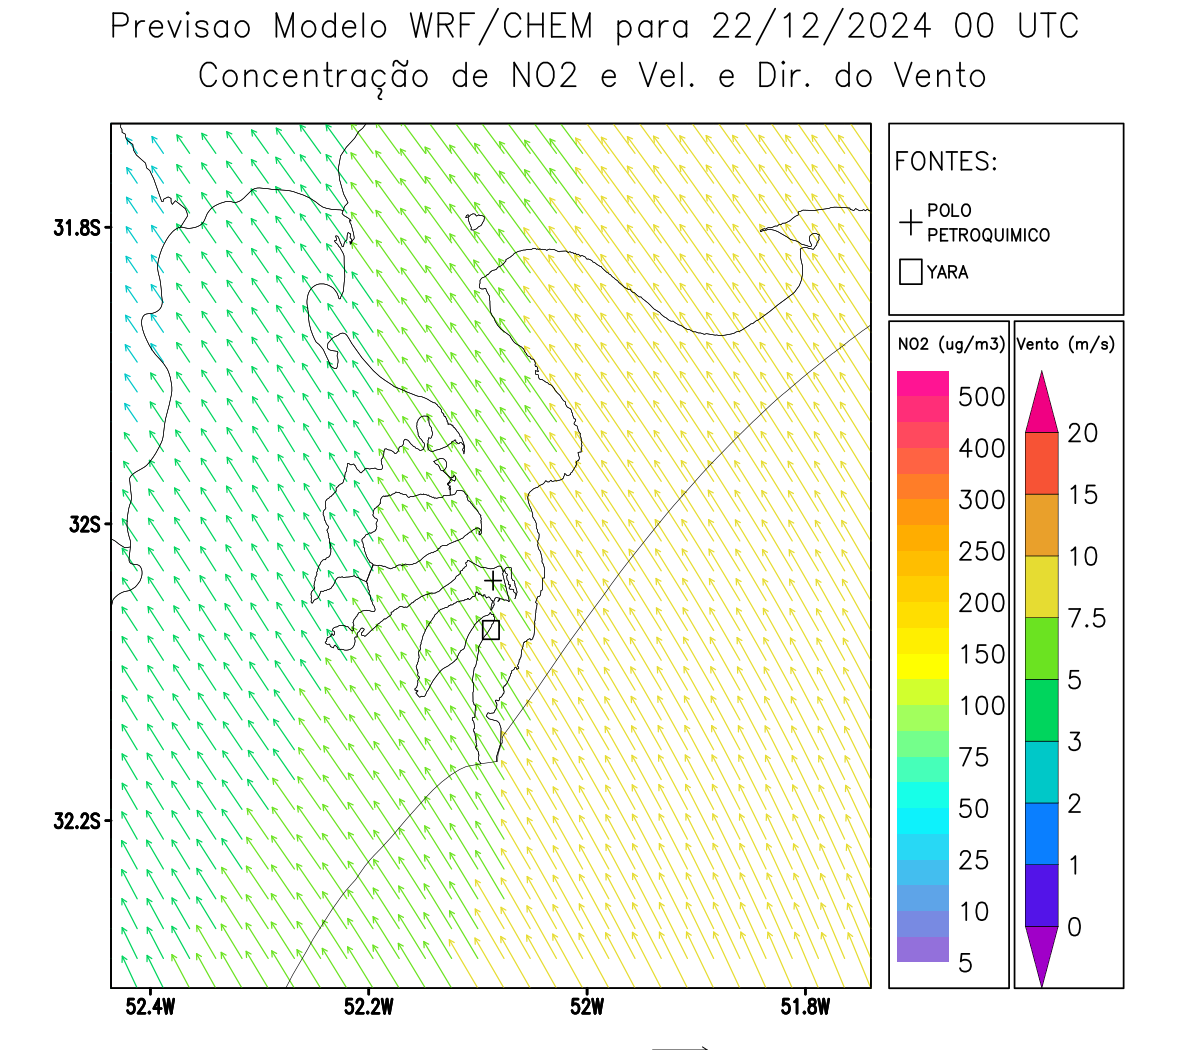 Previsao Modelo WRF/CHEM para 22/12/2024 00 UTC
Concentração de NO2 e Vel. e Dir. do Vento
FONTES:
POLO
PETROQUIMICO
YARA
31.8S
32S
32.2S
52.4W
52.2W
52W
51.8W
NO2 (ug/m3)
500
400
300
250
200
150
100
75
50
25
10
5
Vento (m/s)
20
15
10
7.5
5
3
2
1
0